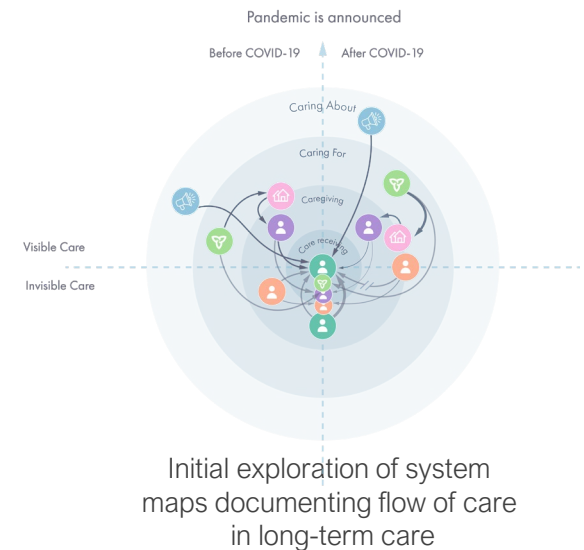 Pandemic is announced
Before COVID-19
After COVID-19
Caring About
Caring For
Caregiving
Care receiving
Visible Care
Invisible Care
Initial exploration of system
maps documenting flow of care
in long-term care